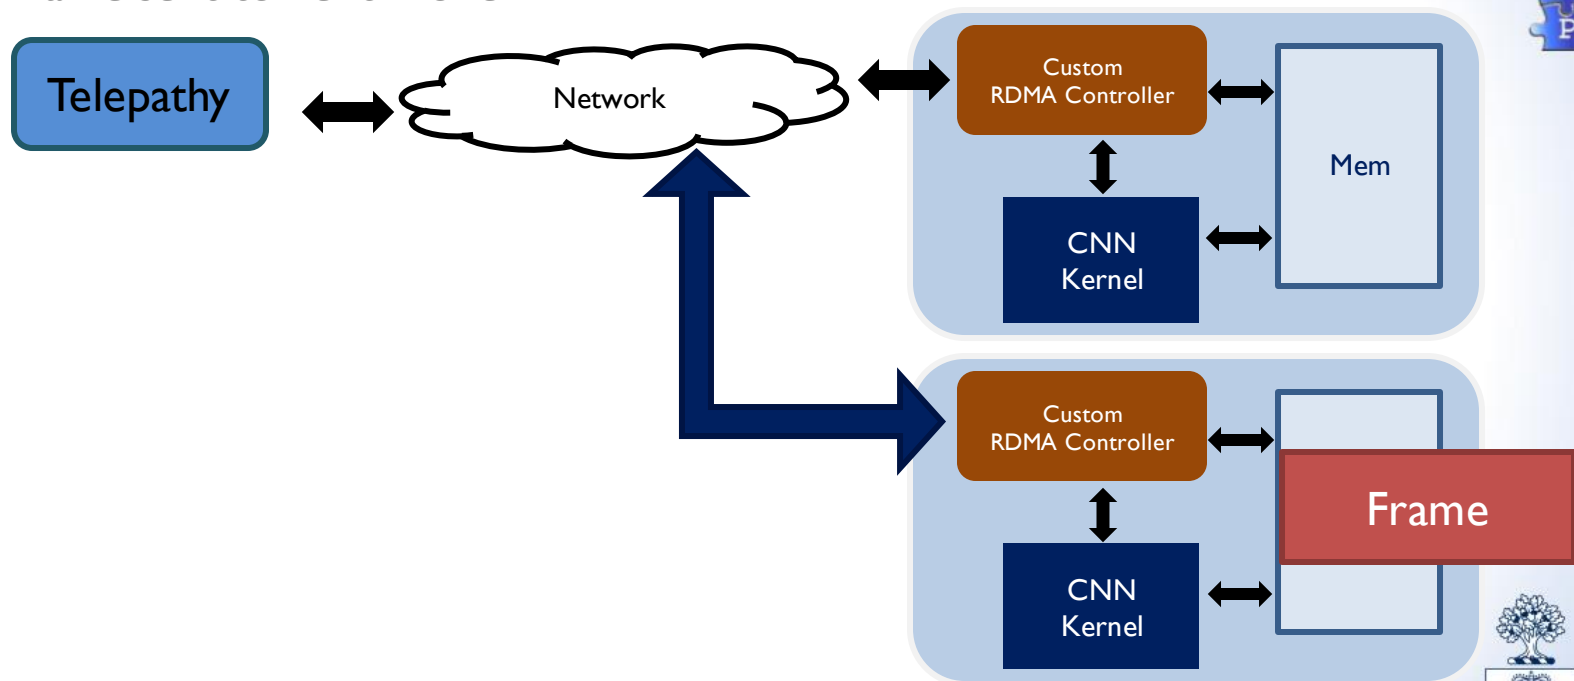 Telepathy
Network
Custom
RDMA Controller
Mem
CNN
Kernel
Custom
RDMA Controller
Frame
CNN
Kernel
P